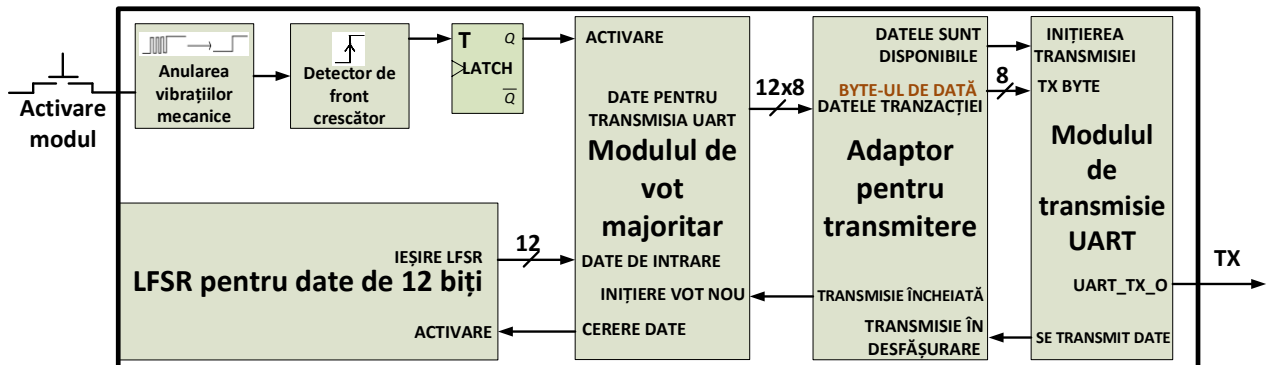 Activare
modul
Anularea
vibrațiilor
mecanice
Detector de
front
crescător
T
Q
LATCH
Q
ACTIVARE
DATE PENTRU
TRANSMISIA UART
Modulul de
vot
majoritar
DATE DE INTRARE
INIȚIERE VOT NOU
CERERE DATE
12x8
DATELE SUNT
DISPONIBILE
BYTE-UL DE DATĂ
DATELE TRANZACȚIEI
Adaptor
pentru
transmitere
TRANSMISIE ÎNCHEIATĂ
TRANSMISIE ÎN
DESFĂȘURARE
8
INIȚIEREA
TRANSMISIEI
TX BYTE
Modulul
de
transmisie
UART
UART_TX_O
SE TRANSMIT DATE
TX
IEȘIRE LFSR
LFSR pentru date de 12 biți
ACTIVARE
12